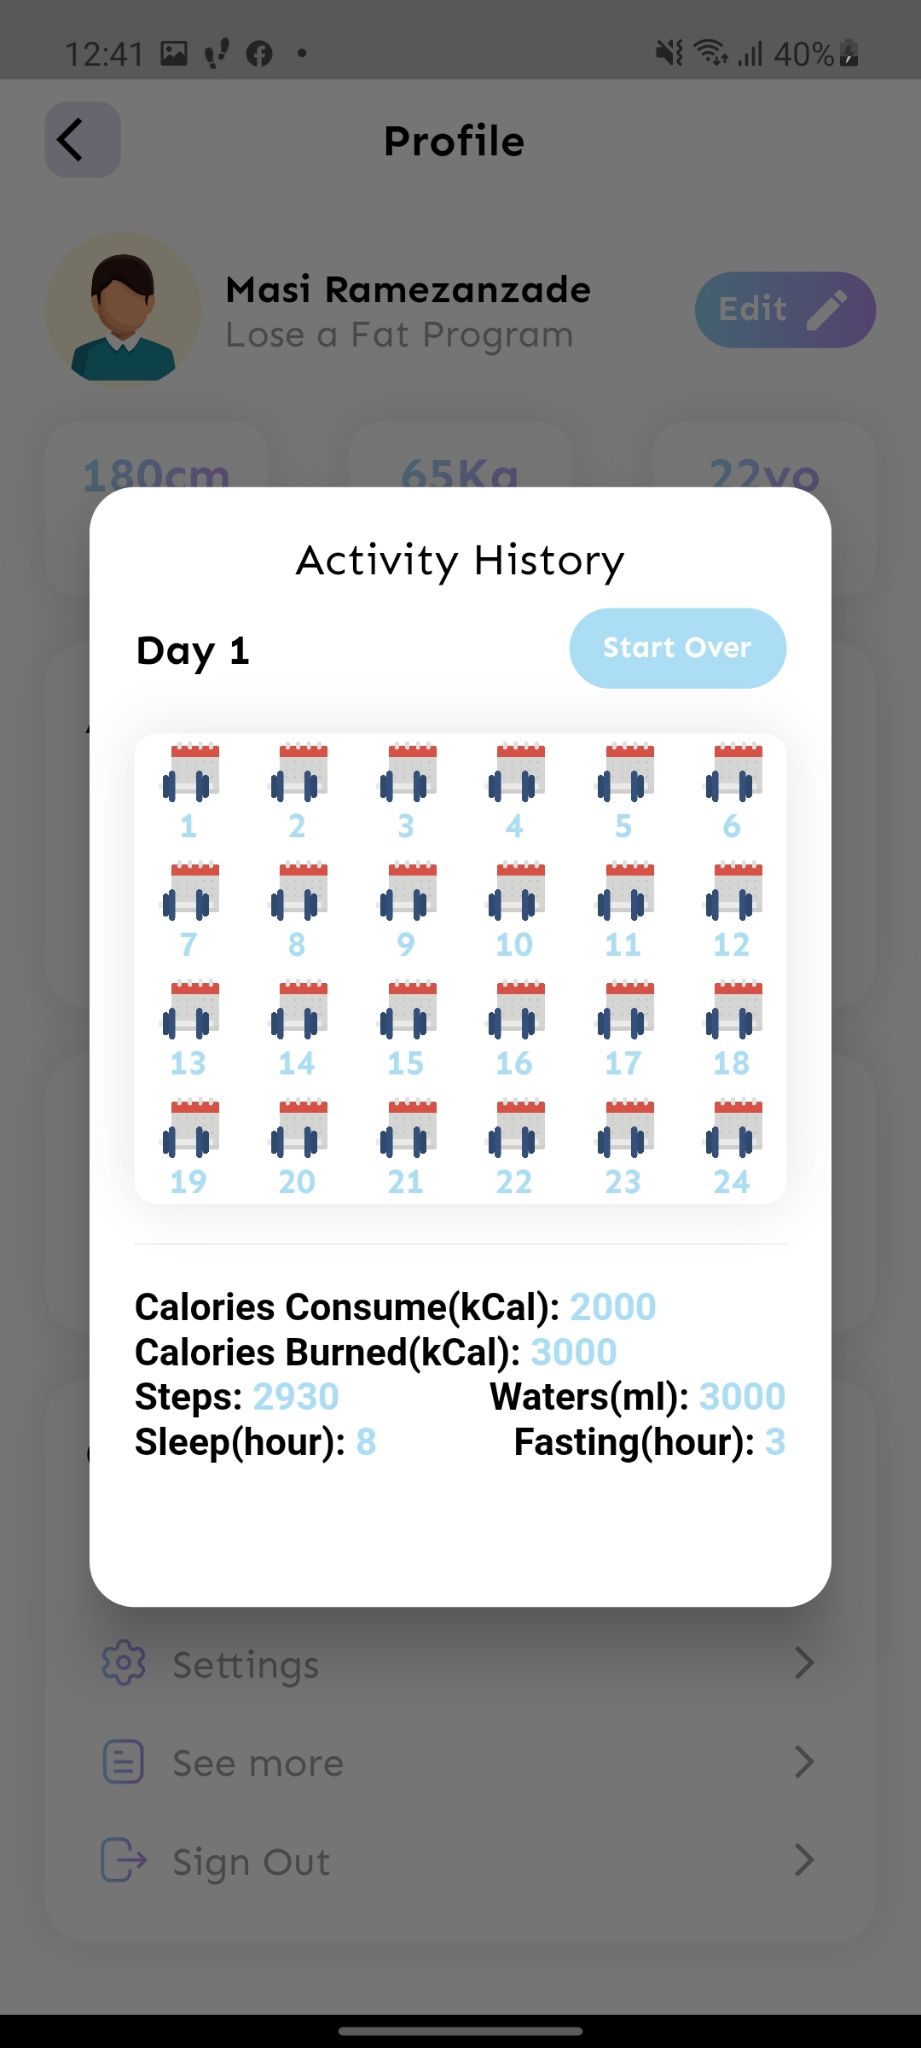 12:41 40%
Profile
Masi Ramezanzade
Lose a Fat Program
Edit
180cm 65Kg 22yo
Activity History
Day 1 Start Over
1 2 3 4 5 6
7 8 9 10 11 12
13 14 15 16 17 18
19 20 21 22 23 24
Calories Consume(kCal): 2000
Calories Burned(kCal): 3000
Steps: 2930 Waters(ml): 3000
Sleep(hour): 8 Fasting(hour): 3
Settings
See more
Sign Out